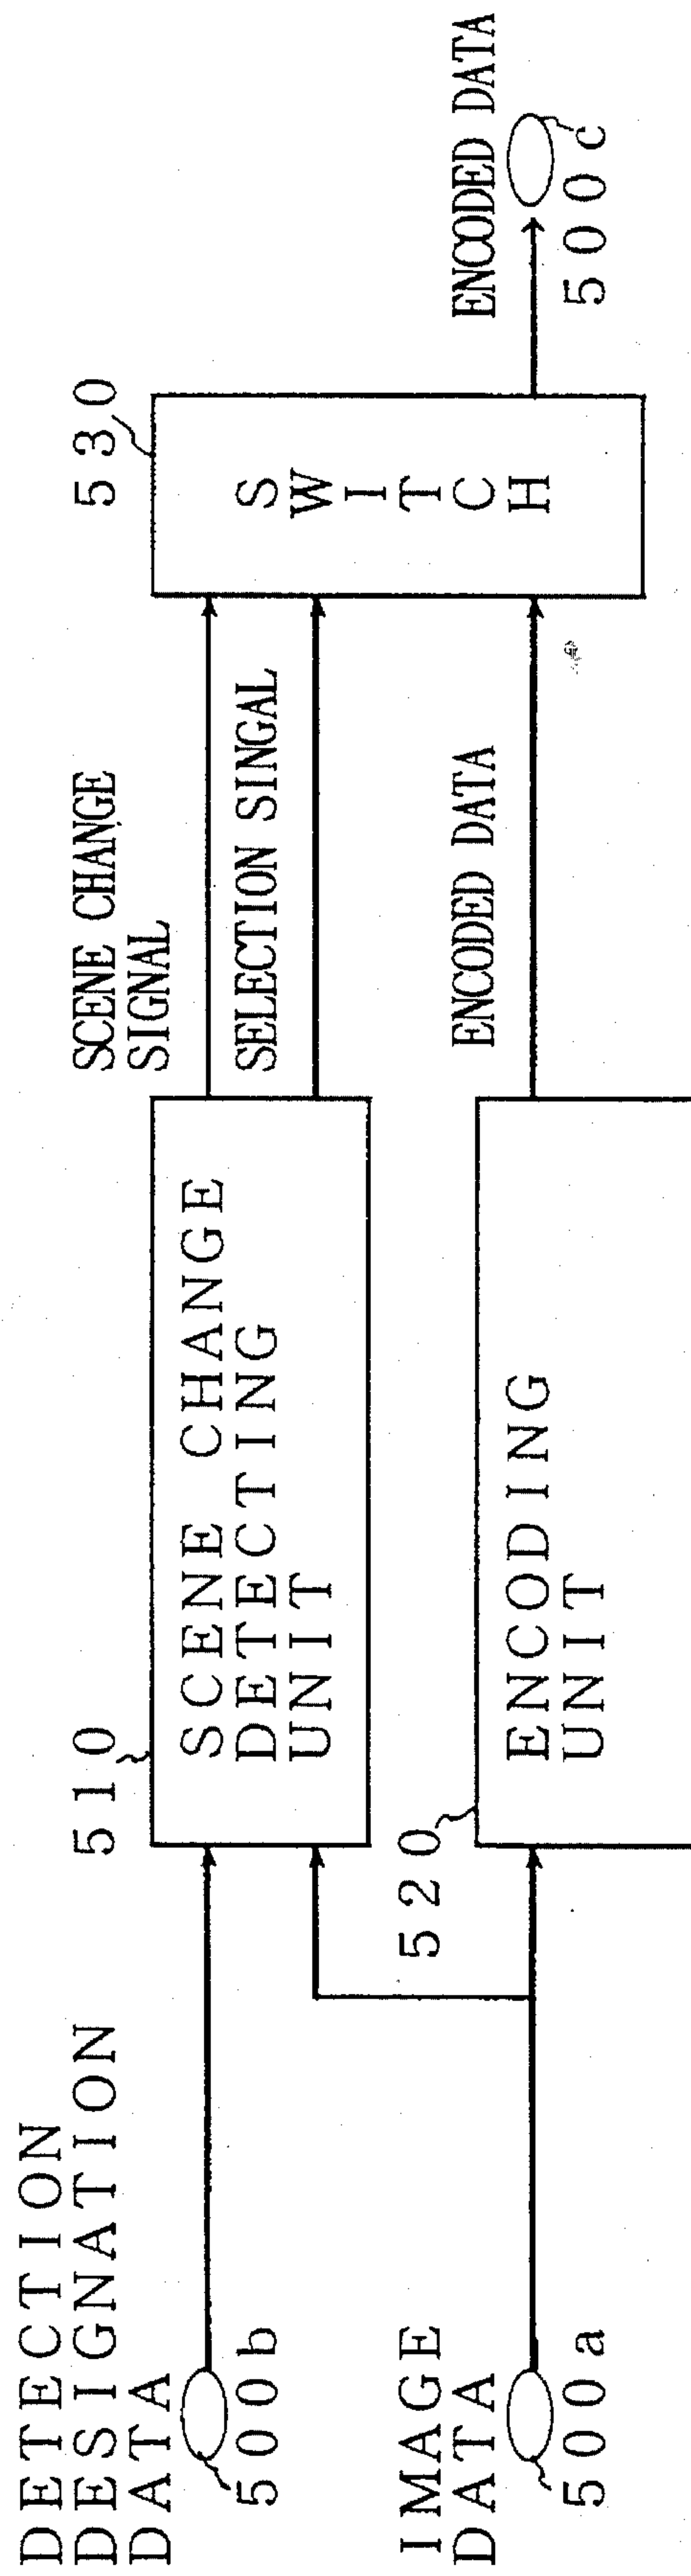 DETECTION
DESIGNATION
DATA
500b
IMAGE
DATA
500a
510
SCENE CHANGE
DETECTING
UNIT
520
ENCODING
UNIT
SCENE CHANGE
SIGNAL
SELECTION SINGAL
ENCODED DATA
530
SWITCH
ENCODED DATA
500c